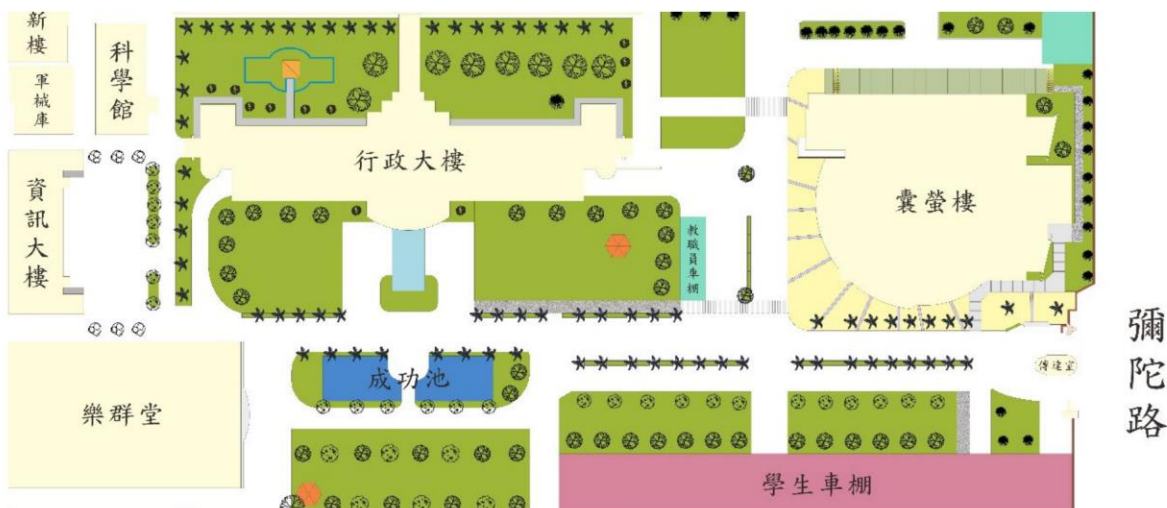 新樓
軍械庫
科學館
行政大樓
囊螢樓
資訊大樓
教職員車棚
成功池
樂群堂
傳達室
學生車棚
彌陀路